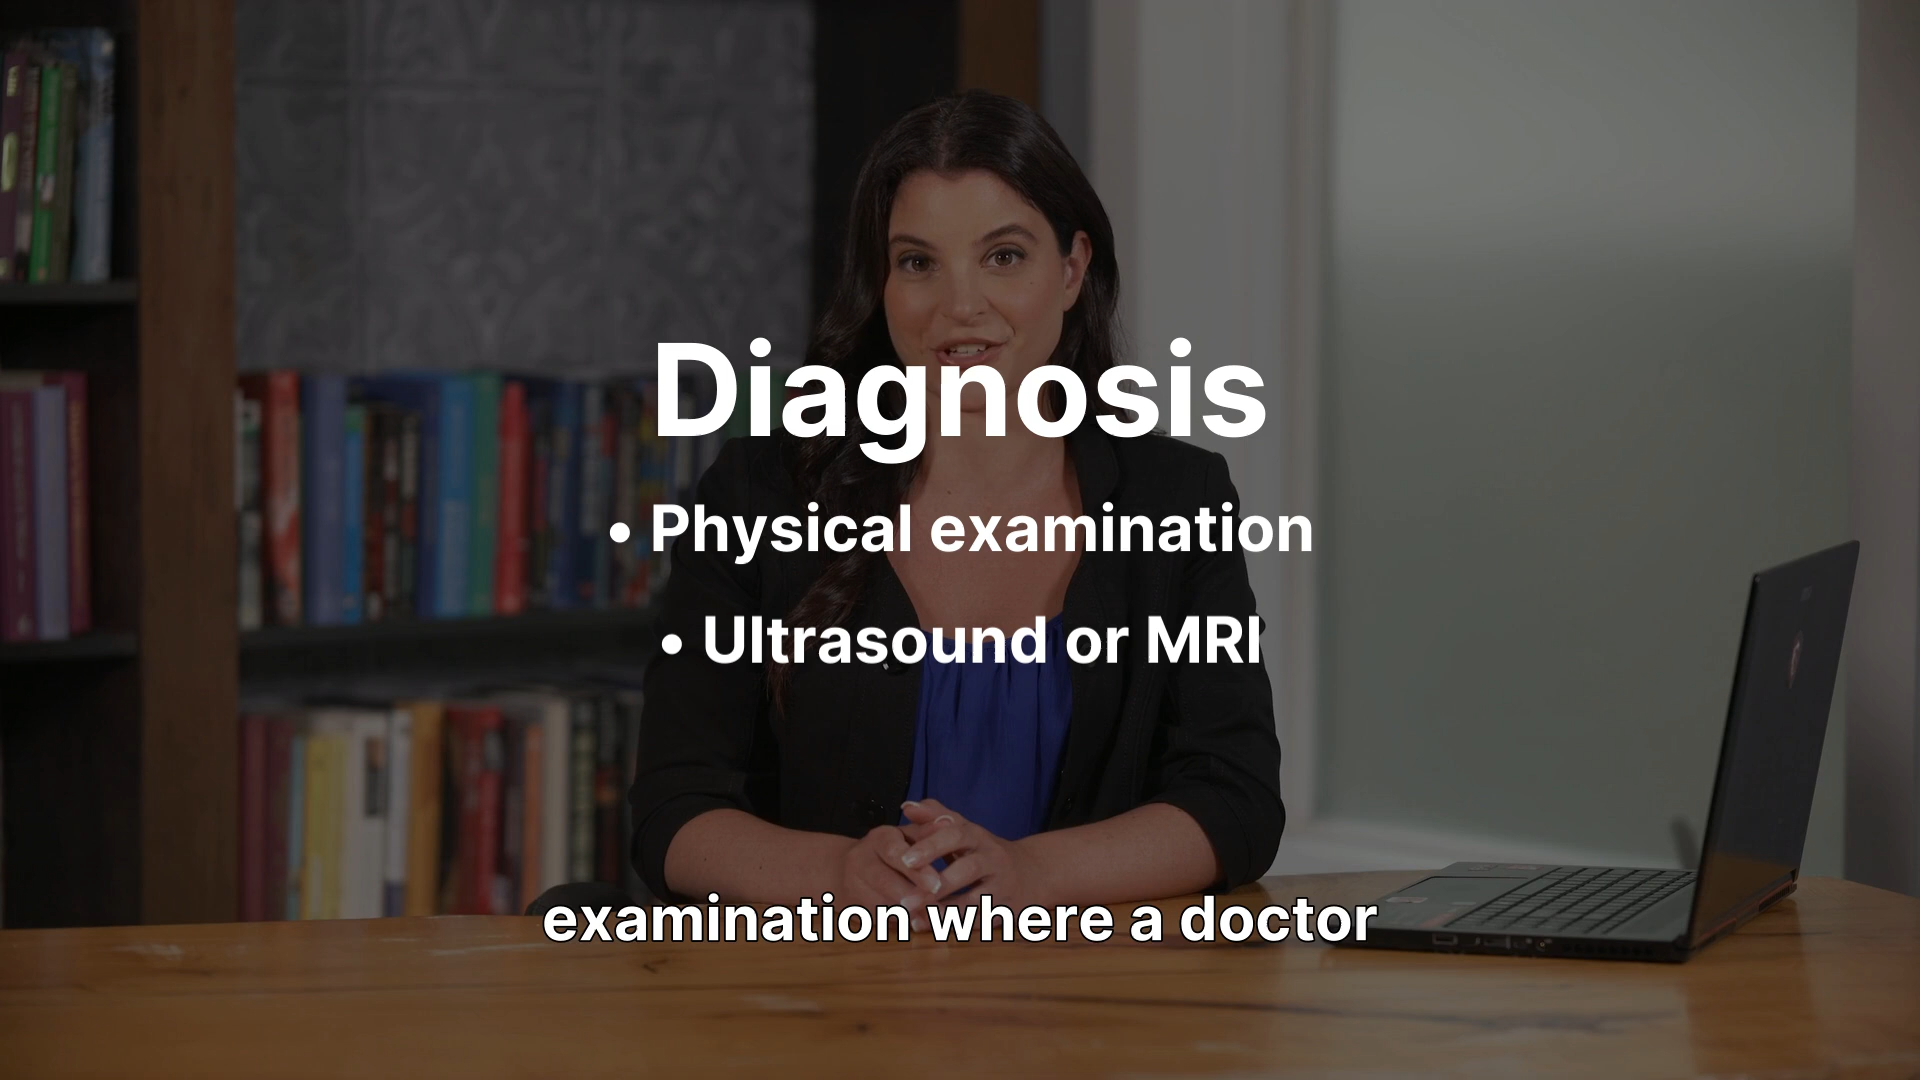 Diagnosis
• Physical examination
• Ultrasound or MRI
examination where a doctor